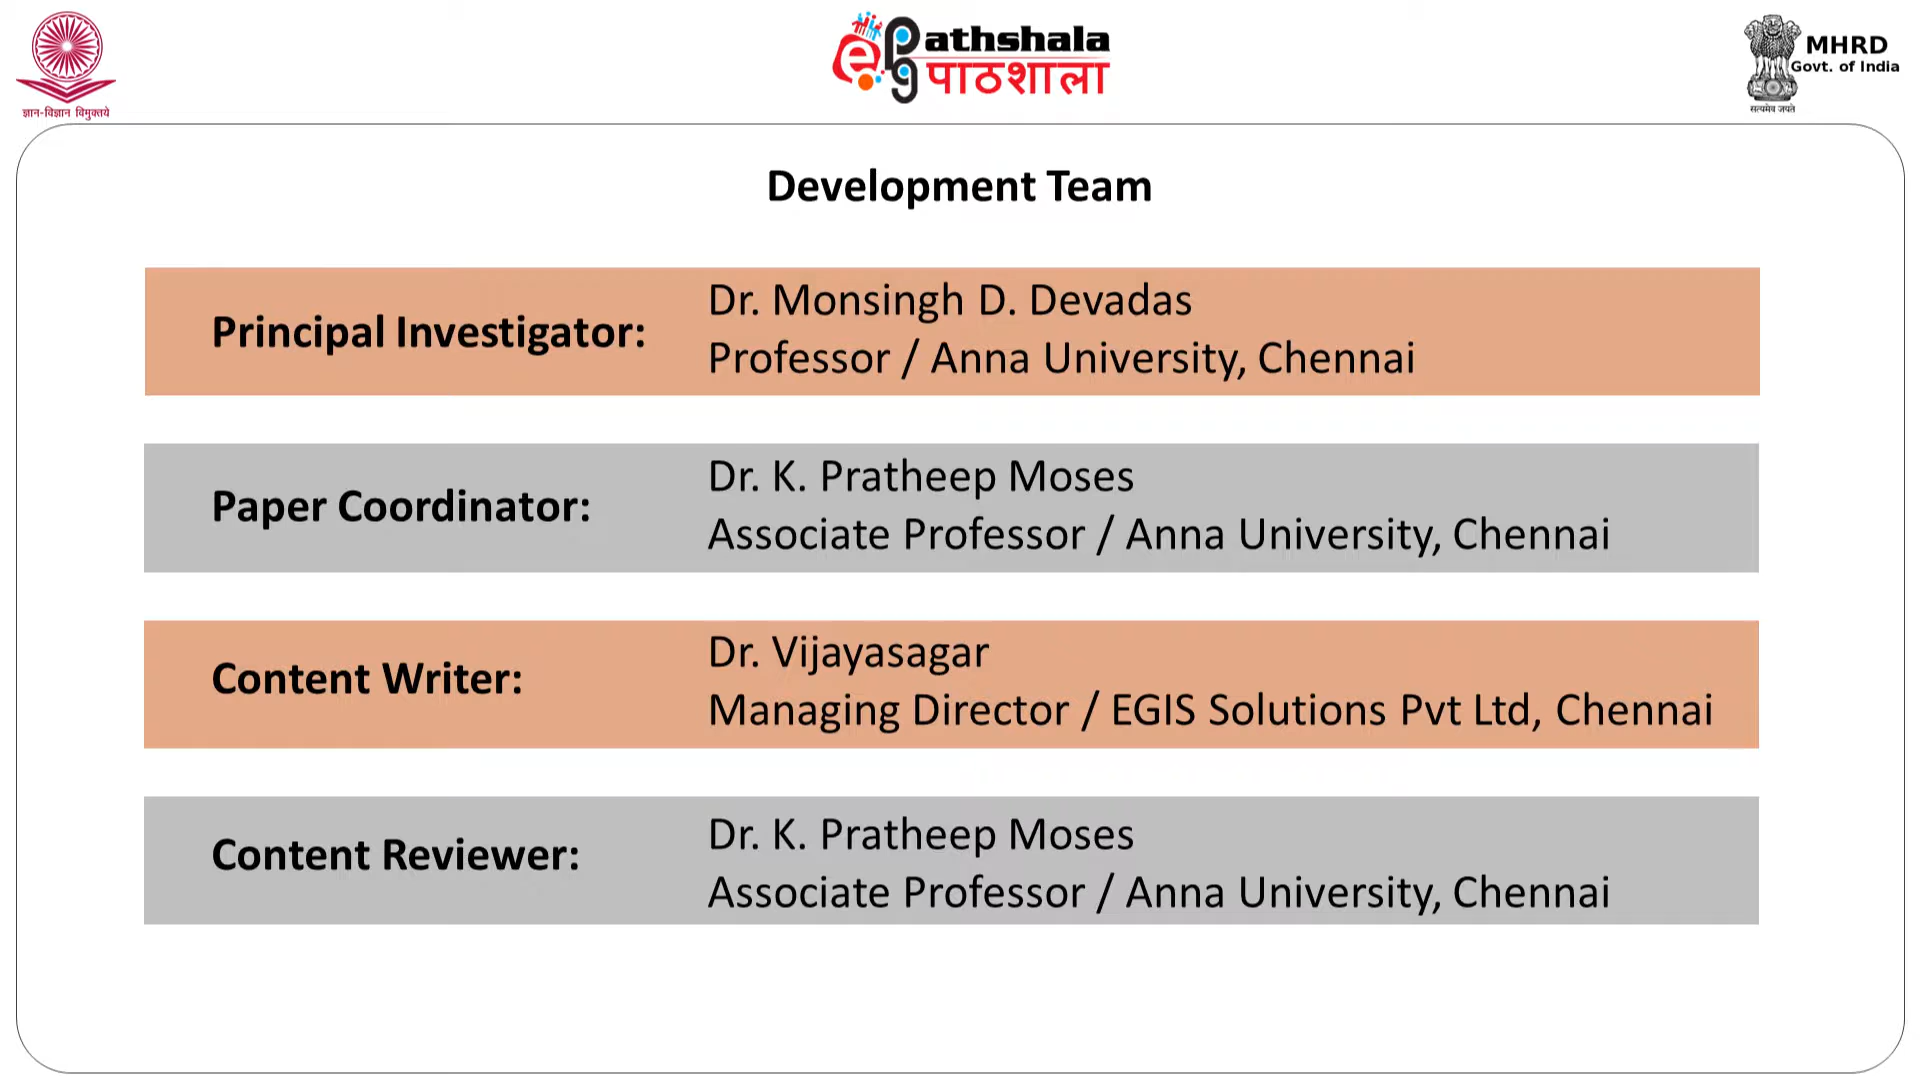 ज्ञान-विज्ञान विमुक्तये
e PG Pathshala
पाठशाला
MHRD
Govt. of India
सत्यमेव जयते
Development Team
Principal Investigator:
Dr. Monsingh D. Devadas
Professor / Anna University, Chennai
Paper Coordinator:
Dr. K. Pratheep Moses
Associate Professor / Anna University, Chennai
Content Writer:
Dr. Vijayasagar
Managing Director / EGIS Solutions Pvt Ltd, Chennai
Content Reviewer:
Dr. K. Pratheep Moses
Associate Professor / Anna University, Chennai